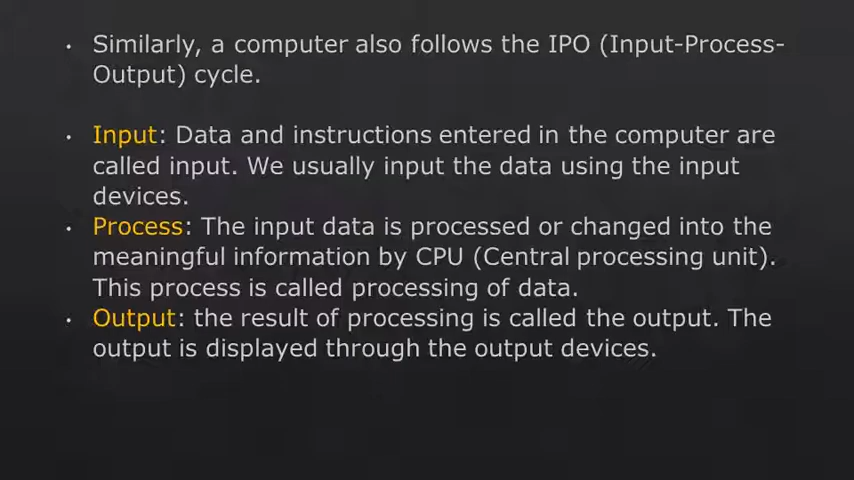 • Similarly, a computer also follows the IPO (Input-Process-
Output) cycle.
• Input: Data and instructions entered in the computer are
called input. We usually input the data using the input
devices.
• Process: The input data is processed or changed into the
meaningful information by CPU (Central processing unit).
This process is called processing of data.
• Output: the result of processing is called the output. The
output is displayed through the output devices.